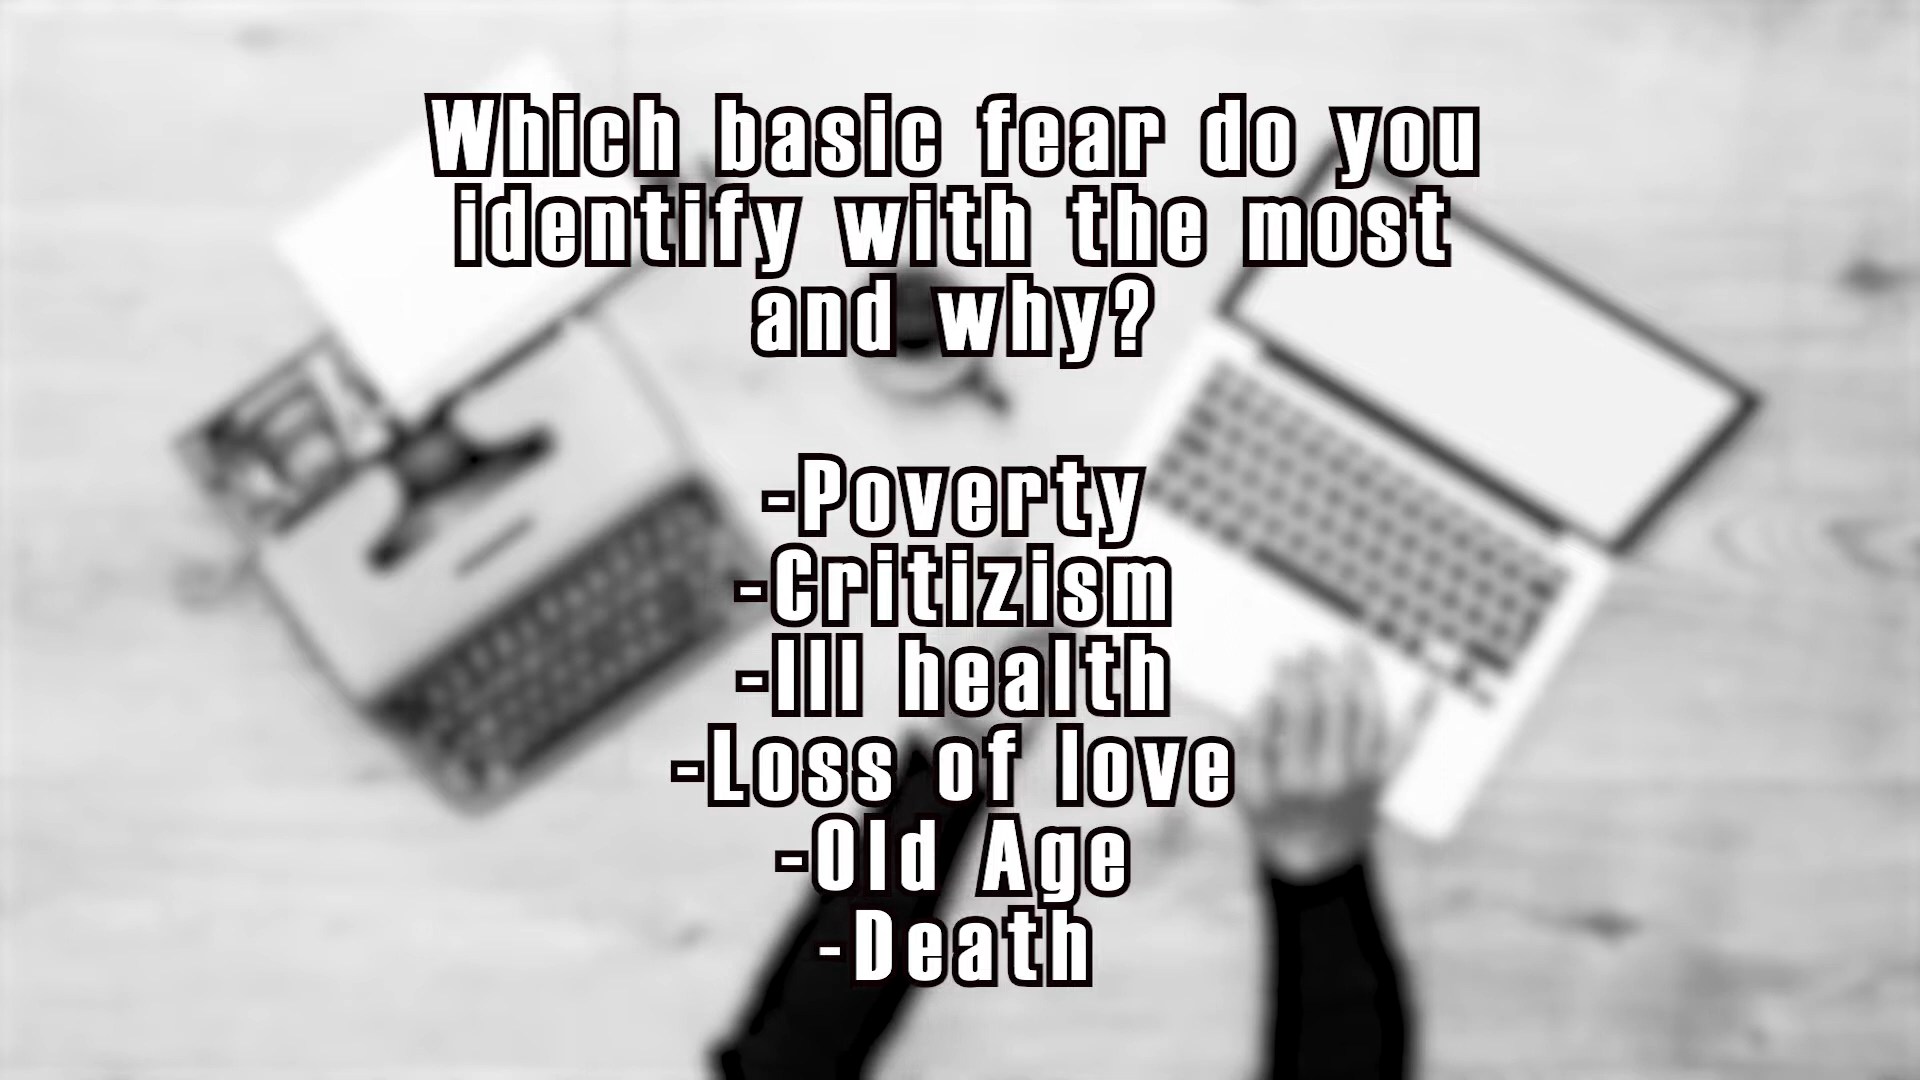 Which basic fear do you
identify with the most
and why?
-Poverty
-Critizism
-Ill health
-Loss of love
-Old Age
-Death